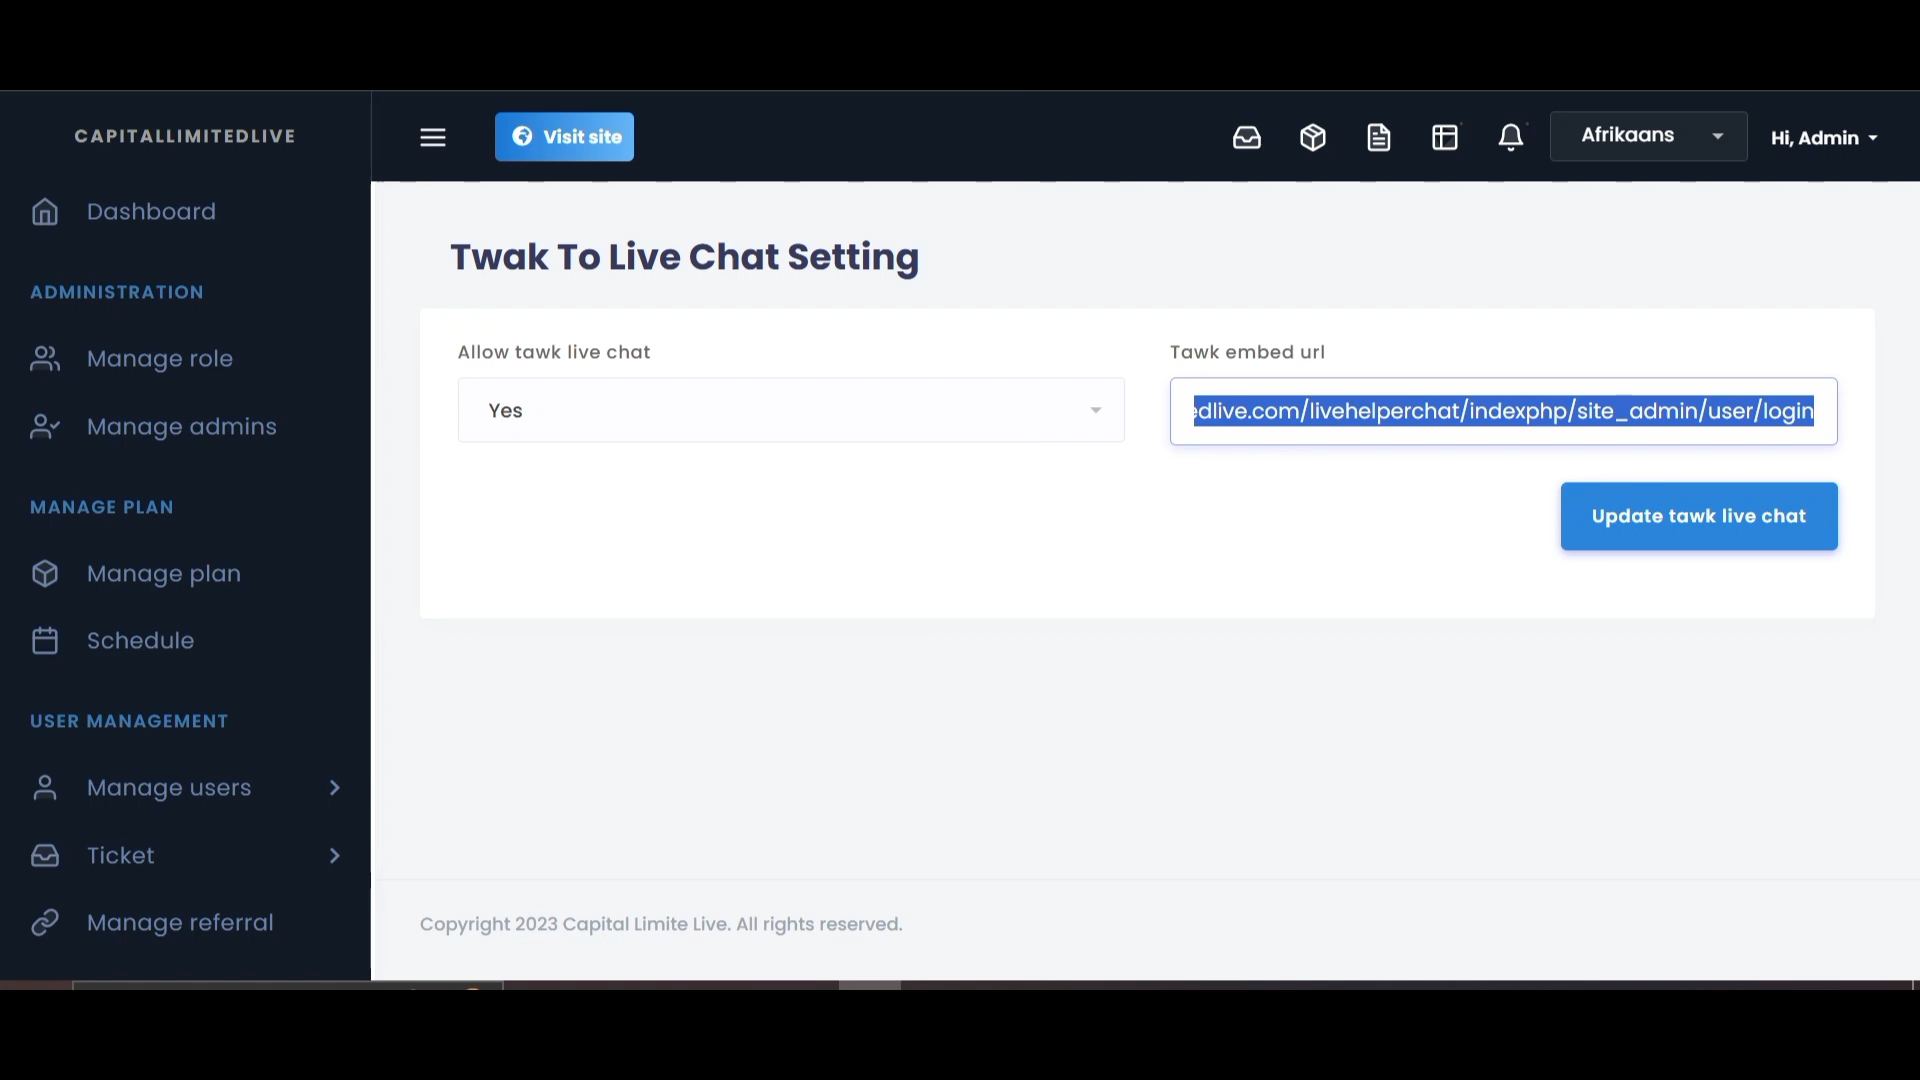 CAPITALLIMITEDLIVE
Visit site
Afrikaans
Hi, Admin
Dashboard
ADMINISTRATION
Manage role
Manage admins
MANAGE PLAN
Manage plan
Schedule
USER MANAGEMENT
Manage users
Ticket
Manage referral
Twak To Live Chat Setting
Allow tawk live chat
Yes
Tawk embed url
edlive.com/livehelperchat/indexphp/site_admin/user/login
Update tawk live chat
Copyright 2023 Capital Limite Live. All rights reserved.